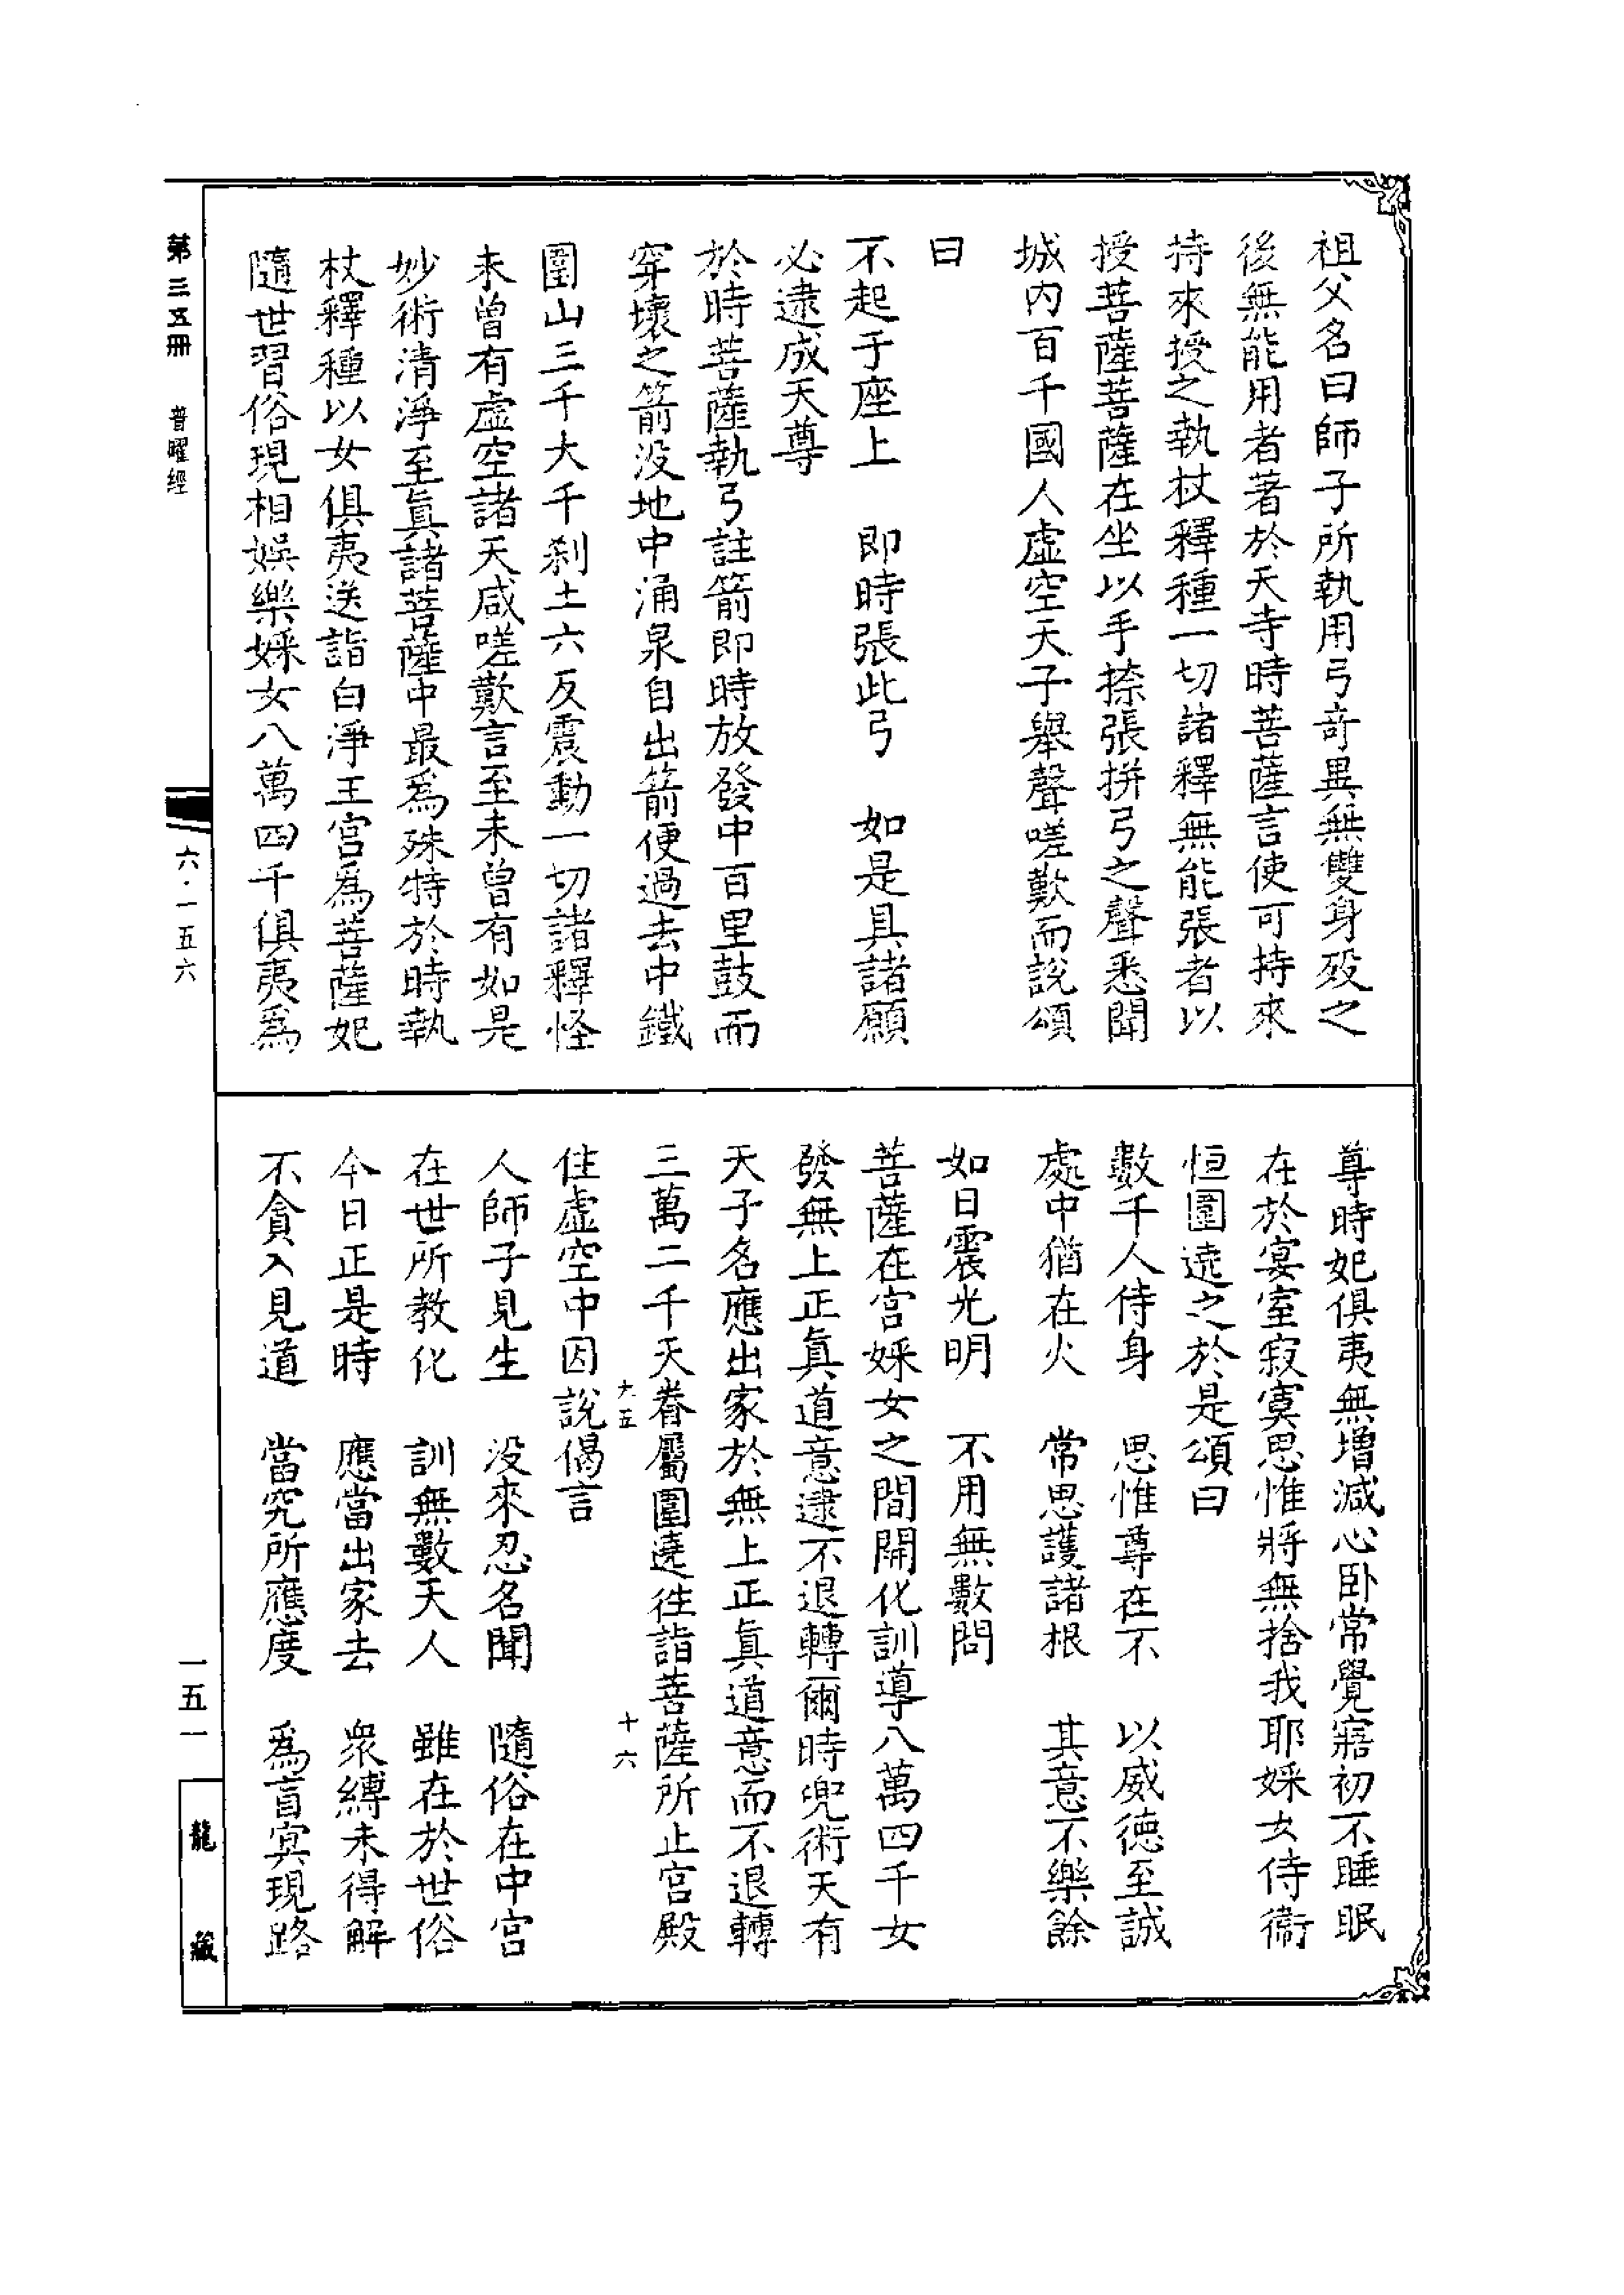 祖父名曰師子所執用弓竒異無雙身歿之
後無能用者著於天寺時菩薩言使可持來
持來授之執杖釋種一切諸釋無能張者以
授菩薩菩薩在坐以手捺張拼弓之聲悉聞
城内百千國人虛空天子舉聲嗟歎而說頌
曰
不起于座上　即時張此弓　如是具諸願
必逮成天尊
於時菩薩執弓註箭即時放發中百里鼓而
穿壞之箭没地中涌泉自出箭便過去中鐵
圍山三千大千刹土六反震動一切諸釋怪
未曾有虛空諸天咸嗟歎言至未曾有如是
妙術清淨至眞諸菩薩中最爲殊特於時執
杖釋種以女俱夷送詣白淨王宫爲菩薩妃
隨世習俗現相娛樂婇女八萬四千俱夷爲
尊時妃俱夷無增減心卧常覺寤初不睡眠
在於宴室寂寞思惟將無捨我耶婇女侍衞
恒圍遶之於是頌曰
數千人侍身　思惟尊在不　以威德至誠
處中猶在火　常思護諸根　其意不樂餘
如日震光明　不用無數問
菩薩在宫婇女之間開化訓導八萬四千女
發無上正眞道意逮不退轉爾時兜術天有
天子名應出家於無上正眞道意而不退轉
三萬二千天眷屬圍遶往詣菩薩所止宫殿
十六
住虛空中因說偈言
人師子見生　没來忍名聞　隨俗在中宫
在世所教化　訓無數天人　雖在於世俗
今日正是時　應當出家去　衆縛未得解
不貪入見道　當究所應度　爲盲冥現路
第三五冊　普曜經
六·一五六
一五一
龍藏